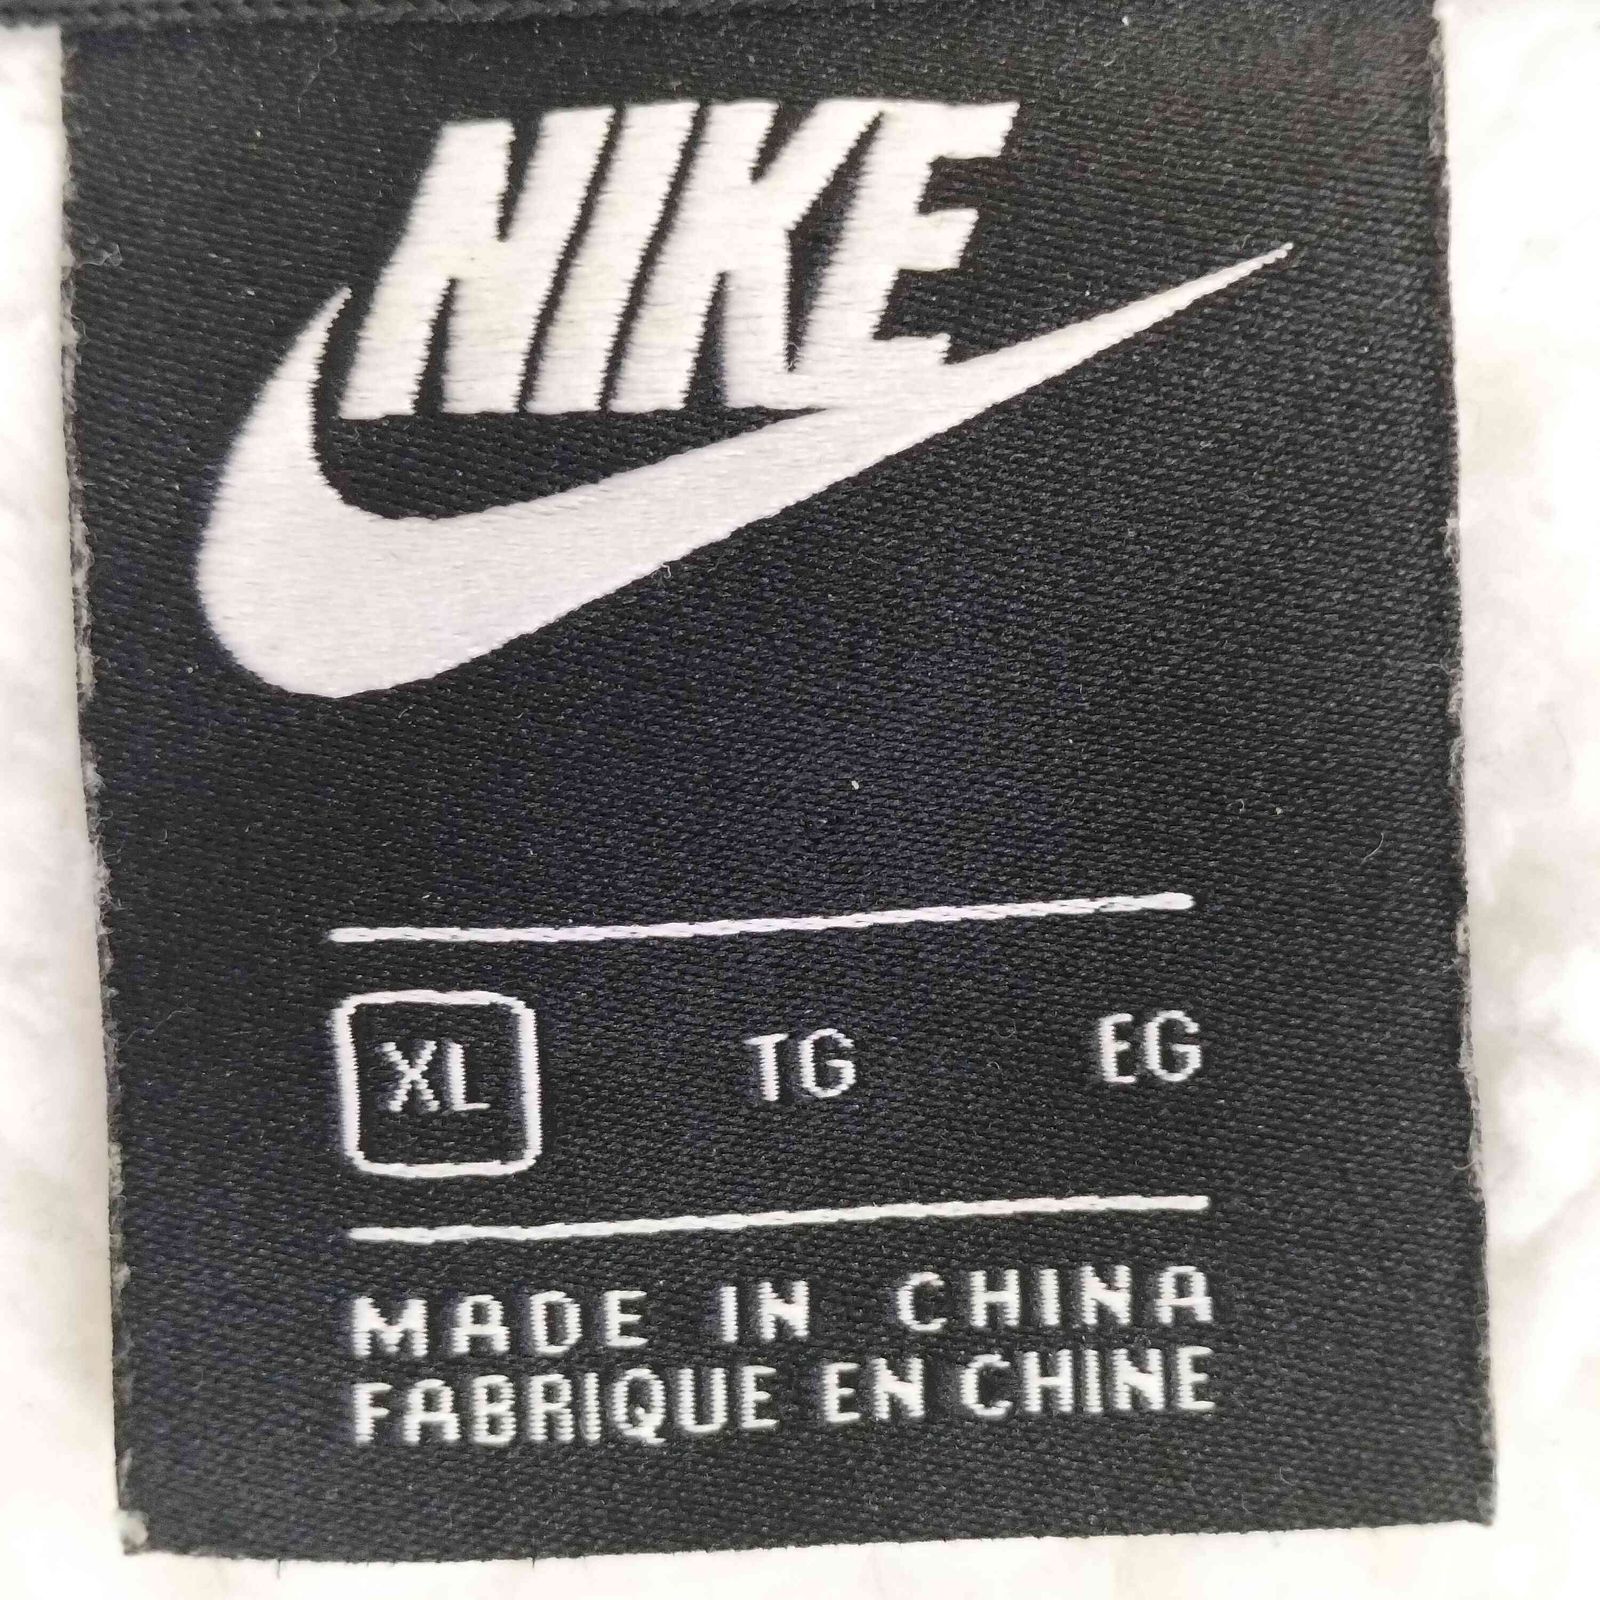 NIKE
XL TG EG
MADE IN CHINA
FABRIQUE EN CHINE